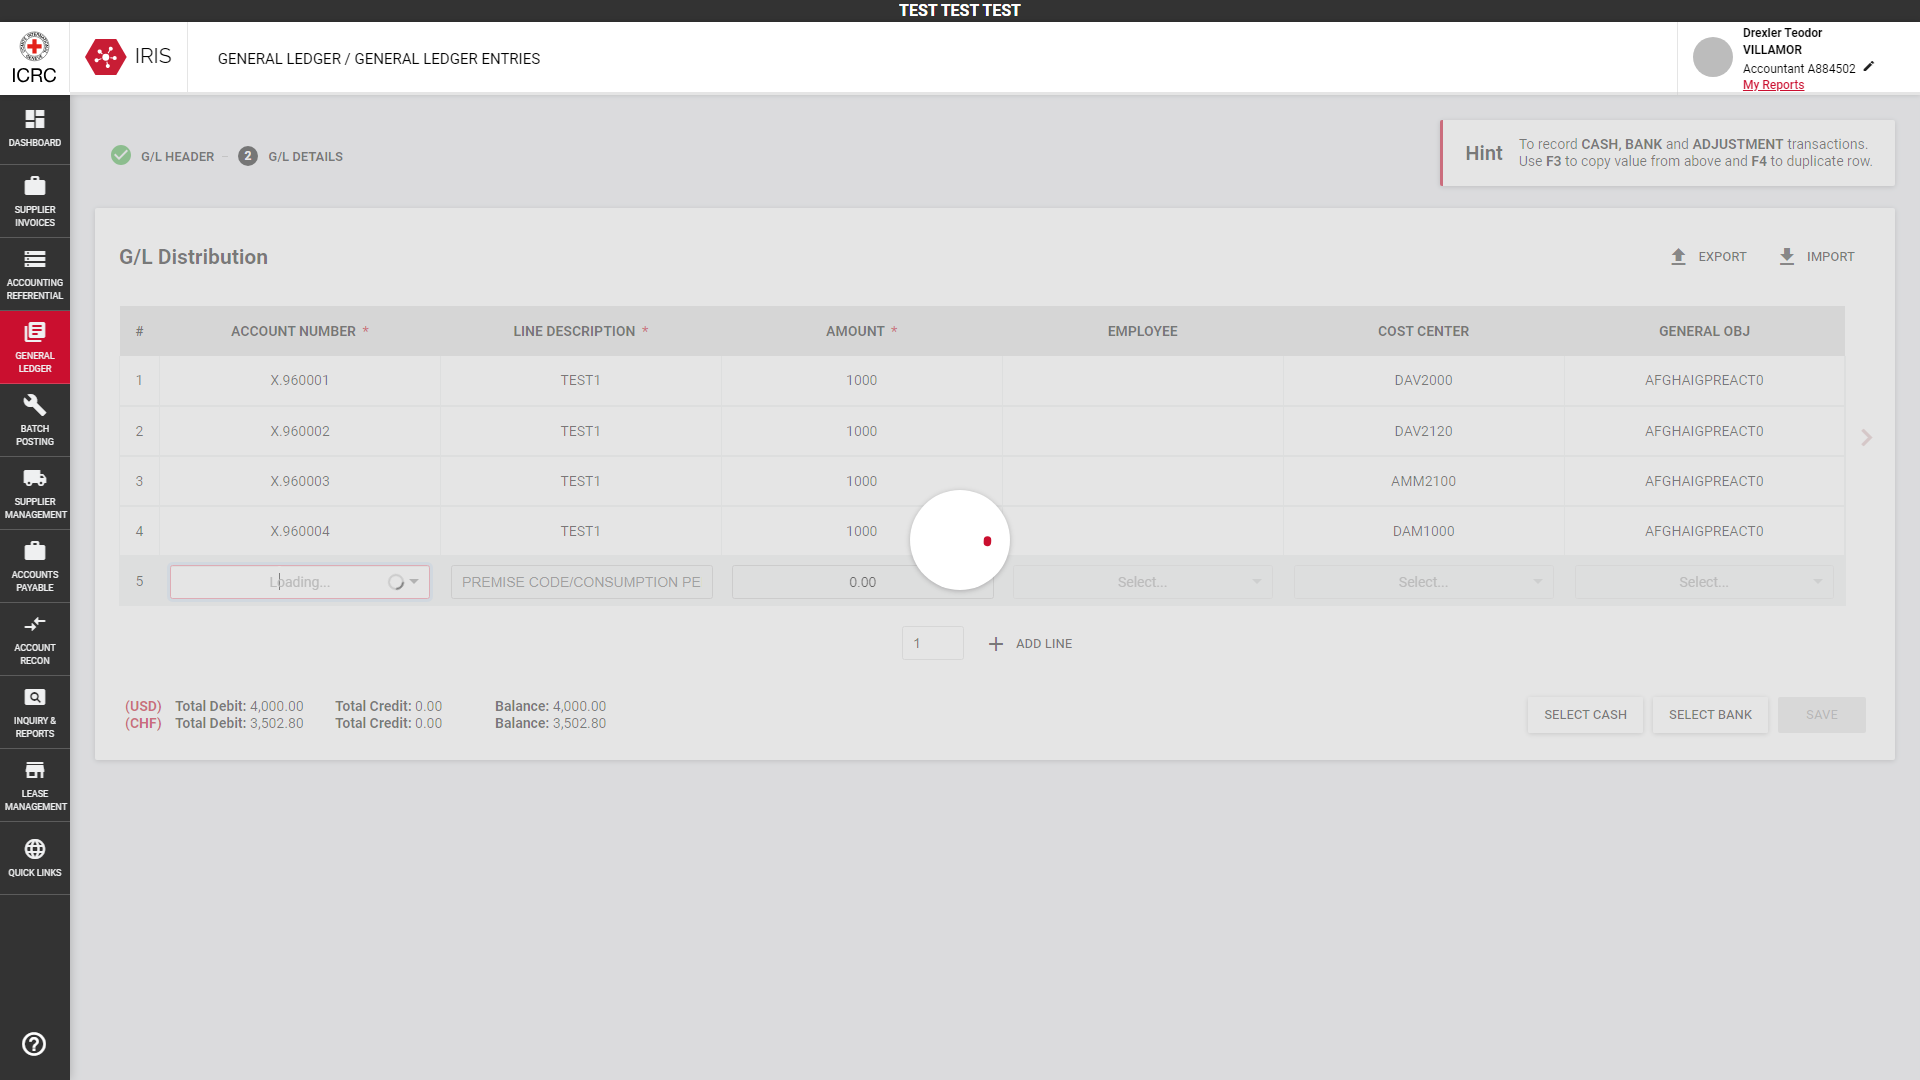 TEST TEST TEST
ICRC
IRIS
GENERAL LEDGER / GENERAL LEDGER ENTRIES
Drexler Teodor
VILLAMOR
Accountant A884502
My Reports
DASHBOARD
SUPPLIER
INVOICES
ACCOUNTING
REFERENTIAL
GENERAL
LEDGER
BATCH
POSTING
SUPPLIER
MANAGEMENT
ACCOUNTS
PAYABLE
ACCOUNT
RECON
INQUIRY &
REPORTS
LEASE
MANAGEMENT
QUICK LINKS
G/L HEADER
2 G/L DETAILS
Hint
To record CASH, BANK and ADJUSTMENT transactions.
Use F3 to copy value from above and F4 to duplicate row.
G/L Distribution
EXPORT IMPORT
# ACCOUNT NUMBER * LINE DESCRIPTION * AMOUNT * EMPLOYEE COST CENTER GENERAL OBJ
1 X.960001 TEST1 1000 DAV2000 AFGHAIGPREACT0
2 X.960002 TEST1 1000 DAV2120 AFGHAIGPREACT0
3 X.960003 TEST1 1000 AMM2100 AFGHAIGPREACT0
4 X.960004 TEST1 1000 DAM1000 AFGHAIGPREACT0
5 Loading... PREMISE CODE/CONSUMPTION PE 0.00 Select... Select... Select...
1 ADD LINE
(USD) Total Debit: 4,000.00 Total Credit: 0.00 Balance: 4,000.00
(CHF) Total Debit: 3,502.80 Total Credit: 0.00 Balance: 3,502.80
SELECT CASH SELECT BANK SAVE